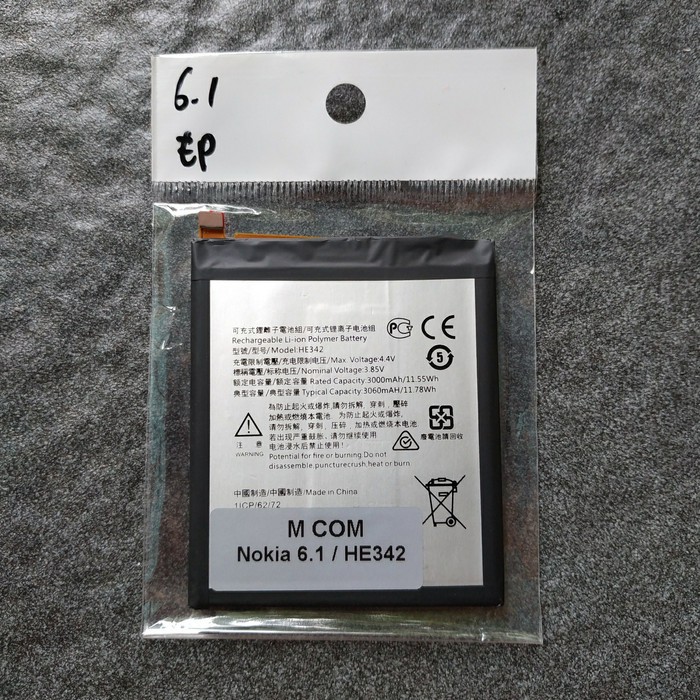 6.1
EP
可充式鋰離子電池組/可充式锂离子电池组
Rechargeable Li-ion Polymer Battery
型號/型号/Model:HE342
充電限制電壓/充电限制电压/Max. Voltage:4.4V
標稱電壓/标称电压/Nominal Voltage:3.85V
額定電容量/额定电容量 Rated Capacity:3000mAh/11.55Wh
典型容量/典型容量 Typical Capacity:3060mAh/11.78Wh
PCT CE
5
為防止起火或爆炸,請勿拆解﹑穿刺﹑壓碎
加熱或燃燒本電池﹑为防止起火或爆炸,
请勿拆解﹑穿刺﹑压碎﹑加热或燃烧电池
若出现严重鼓胀﹑请勿继续使用
电池浸水后禁止使用!
Potential for fire or burning Do not
disassemble.puncturecrush,heat or burn
注 意
WARNING
廢電池請回收
中國制造/中國制造/Made in China
1ICP/62/72
M COM
Nokia 6.1 / HE342